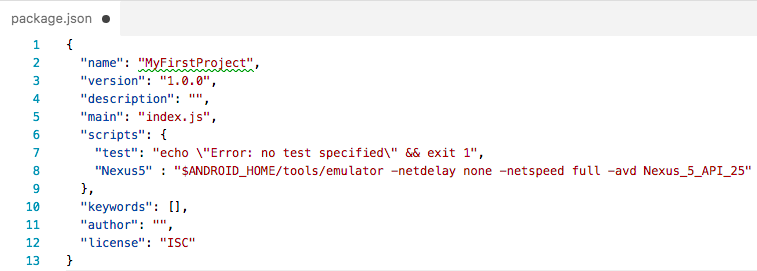 package.json
1 {
2   "name": "MyFirstProject",
3   "version": "1.0.0",
4   "description": "",
5   "main": "index.js",
6   "scripts": {
7     "test": "echo \"Error: no test specified\" && exit 1",
8     "Nexus5" : "$ANDROID_HOME/tools/emulator -netdelay none -netspeed full -avd Nexus_5_API_25"
9   },
10   "keywords": [],
11   "author": "",
12   "license": "ISC"
13 }